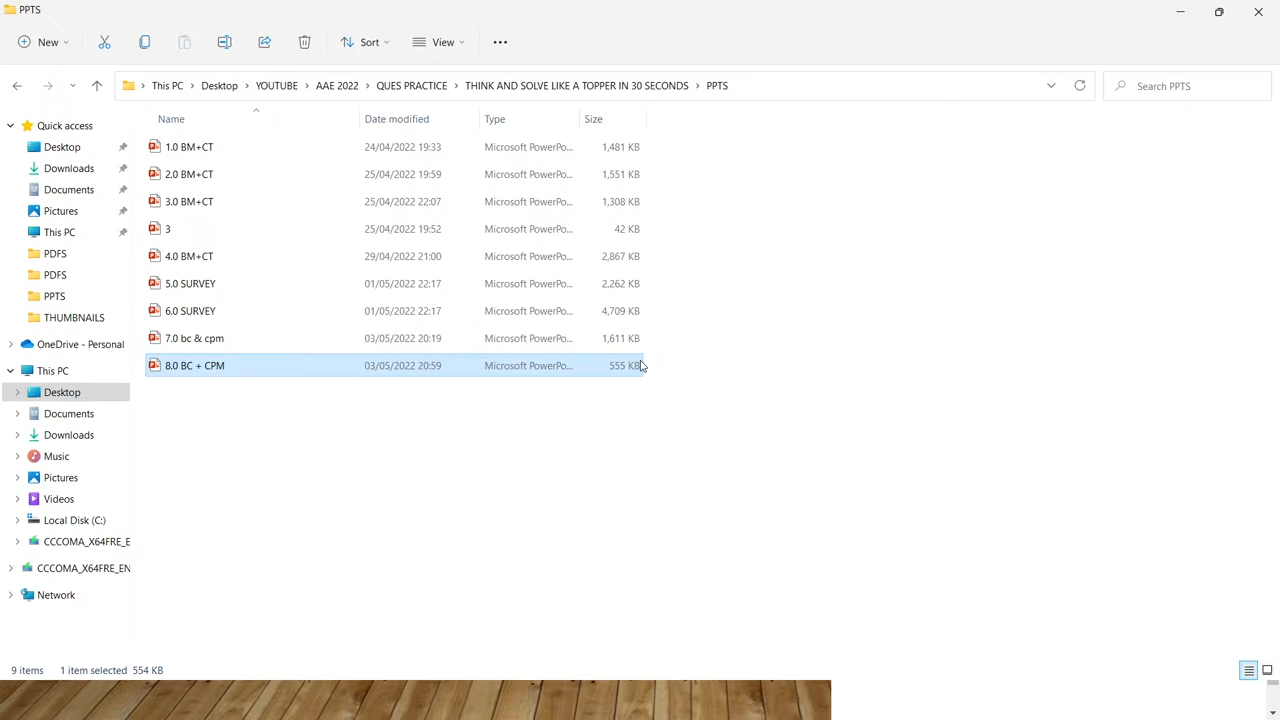 PPTS
New
Sort
View
This PC > Desktop > YOUTUBE > AAE 2022 > QUES PRACTICE > THINK AND SOLVE LIKE A TOPPER IN 30 SECONDS > PPTS
Search PPTS
Name Date modified Type Size
1.0 BM+CT 24/04/2022 19:33 Microsoft PowerPo... 1,481 KB
2.0 BM+CT 25/04/2022 19:59 Microsoft PowerPo... 1,551 KB
3.0 BM+CT 25/04/2022 22:07 Microsoft PowerPo... 1,308 KB
3 25/04/2022 19:52 Microsoft PowerPo... 42 KB
4.0 BM+CT 29/04/2022 21:00 Microsoft PowerPo... 2,867 KB
5.0 SURVEY 01/05/2022 22:17 Microsoft PowerPo... 2,262 KB
6.0 SURVEY 01/05/2022 22:17 Microsoft PowerPo... 4,709 KB
7.0 bc & cpm 03/05/2022 20:19 Microsoft PowerPo... 1,611 KB
8.0 BC + CPM 03/05/2022 20:59 Microsoft PowerPo... 555 KB
Quick access
Desktop
Downloads
Documents
Pictures
This PC
PDFS
PDFS
PPTS
THUMBNAILS
OneDrive - Personal
This PC
Desktop
Documents
Downloads
Music
Pictures
Videos
Local Disk (C:)
CCCOMA_X64FRE_E
CCCOMA_X64FRE_EN
Network
9 items 1 item selected 554 KB